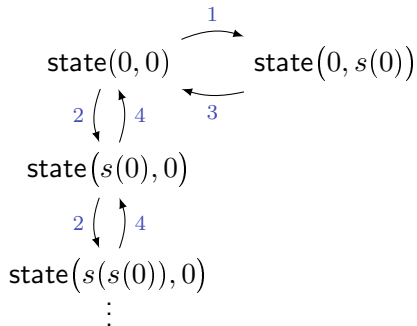 1
state(0, 0) state(0, s(0))
3
2 4
state(s(0), 0)
2 4
state(s(s(0)), 0)
⋮